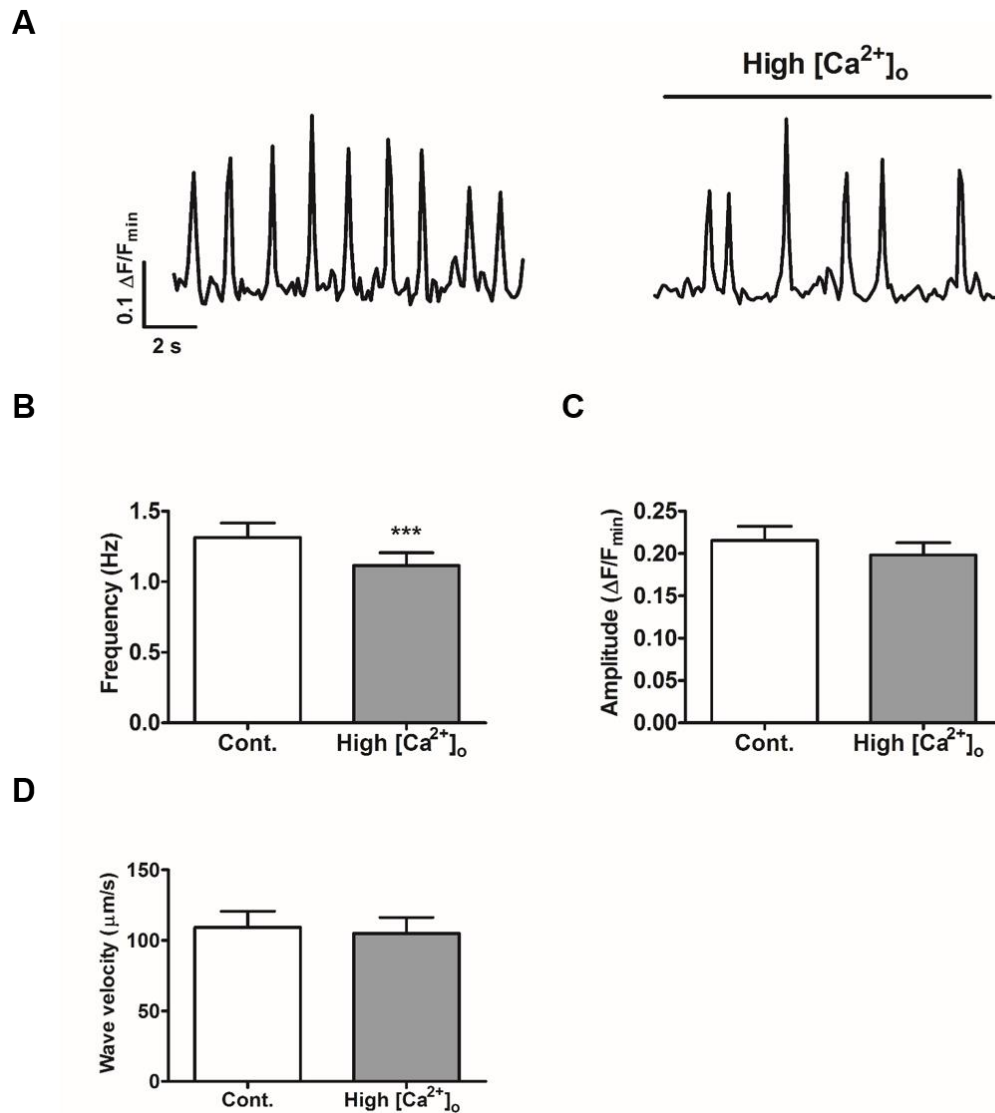 A
High [Ca²⁺]ₒ
0.1 ΔF/Fₘᵢₙ
2 s
B
Frequency (Hz)
1.5
1.0
0.5
0.0
***
Cont.
High [Ca²⁺]ₒ
C
Amplitude (ΔF/Fₘᵢₙ)
0.25
0.20
0.15
0.10
0.05
0.00
Cont.
High [Ca²⁺]ₒ
D
Wave velocity (μm/s)
150
100
50
0
Cont.
High [Ca²⁺]ₒ